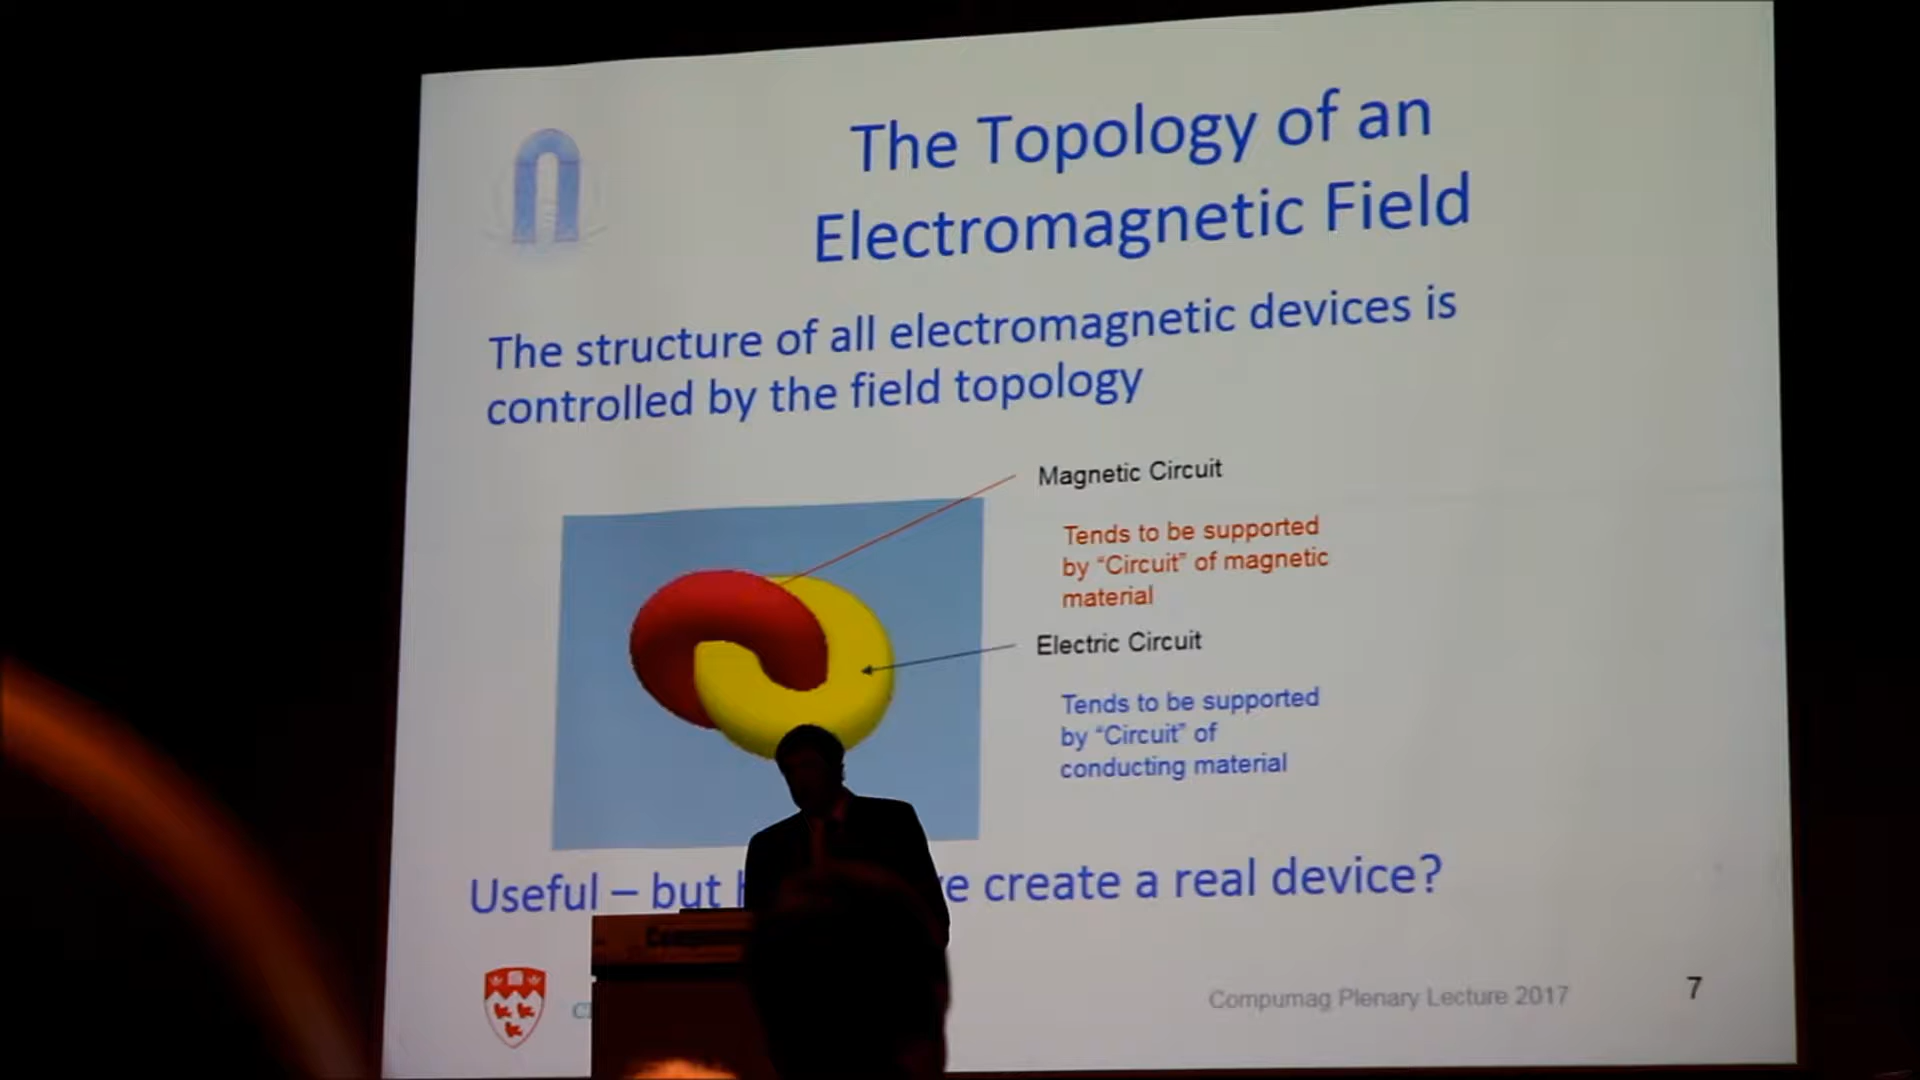 The Topology of an
Electromagnetic Field
The structure of all electromagnetic devices is
controlled by the field topology
Magnetic Circuit
Tends to be supported
by “Circuit” of magnetic
material
Electric Circuit
Tends to be supported
by “Circuit” of
conducting material
Useful – but create a real device?
Compumag Plenary Lecture 2017
7